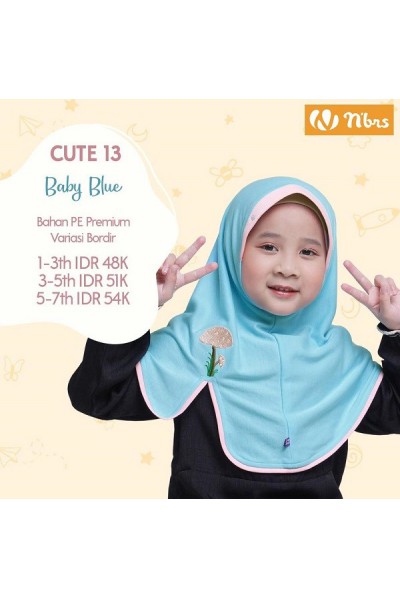 N'brs
CUTE 13
Baby Blue
Bahan PE Premium
Variasi Bordir
1-3th IDR 48K
3-5th IDR 51K
5-7th IDR 54K